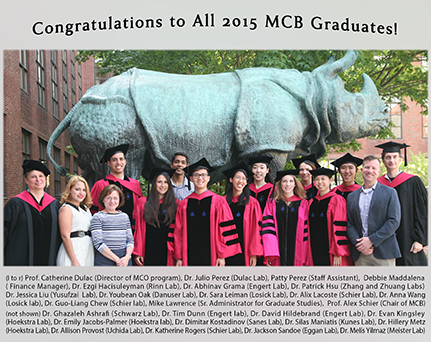 Congratulations to All 2015 MCB Graduates!
(l to r) Prof. Catherine Dulac (Director of MCO program), Dr. Julio Perez (Dulac Lab), Patty Perez (Staff Assistant), Debbie Maddalena
( Finance Manager), Dr. Ezgi Hacisuleyman (Rinn Lab), Dr. Abhinav Grama (Engert Lab), Dr. Patrick Hsu (Zhang and Zhuang Labs)
Dr. Jessica Liu (Yusufzai Lab), Dr. Youbean Oak (Danuser Lab), Dr. Sara Leiman (Losick Lab), Dr. Alix Lacoste (Schier Lab), Dr. Anna Wang
(Losick lab), Dr. Guo-Liang Chew (Schier lab), Mike Lawrence (Sr. Administrator for Graduate Studies), Prof. Alex Schier (Chair of MCB)
(not shown) Dr. Ghazaleh Ashrafi (Schwarz Lab), Dr. Tim Dunn (Engert lab), Dr. David Hildebrand (Engert Lab), Dr. Evan Kingsley
(Hoekstra Lab), Dr. Emily Jacobs-Palmer (Hoekstra lab), Dr. Dimitar Kostadinov (Sanes Lab), Dr. Silas Maniatis (Kunes Lab), Dr. Hillery Metz
(Hoekstra Lab), Dr. Allison Provost (Uchida Lab), Dr. Katherine Rogers (Schier Lab), Dr. Jackson Sandoe (Eggan Lab), Dr. Melis Yilmaz (Meister Lab)